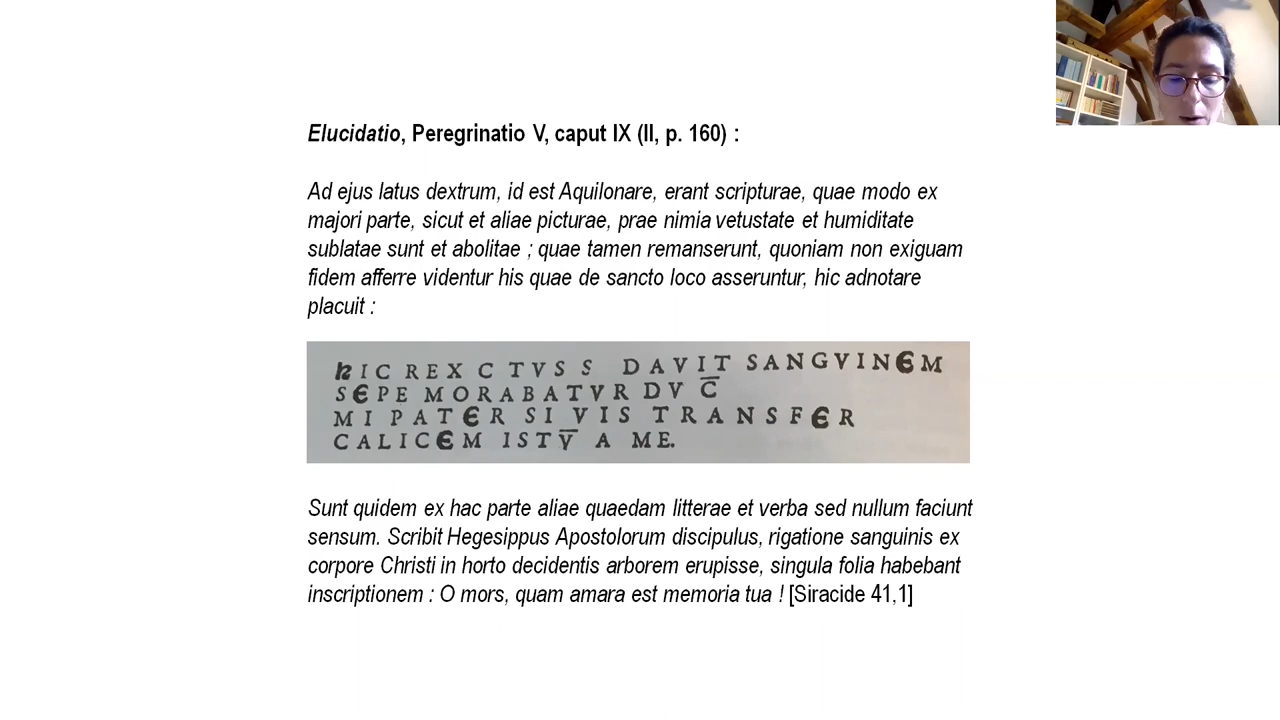 Elucidatio, Peregrinatio V, caput IX (II, p. 160) :
Ad ejus latus dextrum, id est Aquilonare, erant scripturae, quae modo ex
majori parte, sicut et aliae picturae, prae nimia vetustate et humiditate
sublatae sunt et abolitae ; quae tamen remanserunt, quoniam non exiguam
fidem afferre videntur his quae de sancto loco asseruntur, hic adnotare
placuit :
HIC REX CTVSS DAVIT SANGVINEM
SEPE MORABATVR DV C̅
MI PATER SI VIS TRANSFER
CALICEM ISTV̅ A ME.
Sunt quidem ex hac parte aliae quaedam litterae et verba sed nullum faciunt
sensum. Scribit Hegesippus Apostolorum discipulus, rigatione sanguinis ex
corpore Christi in horto decidentis arborem erupisse, singula folia habebant
inscriptionem : O mors, quam amara est memoria tua ! [Siracide 41,1]